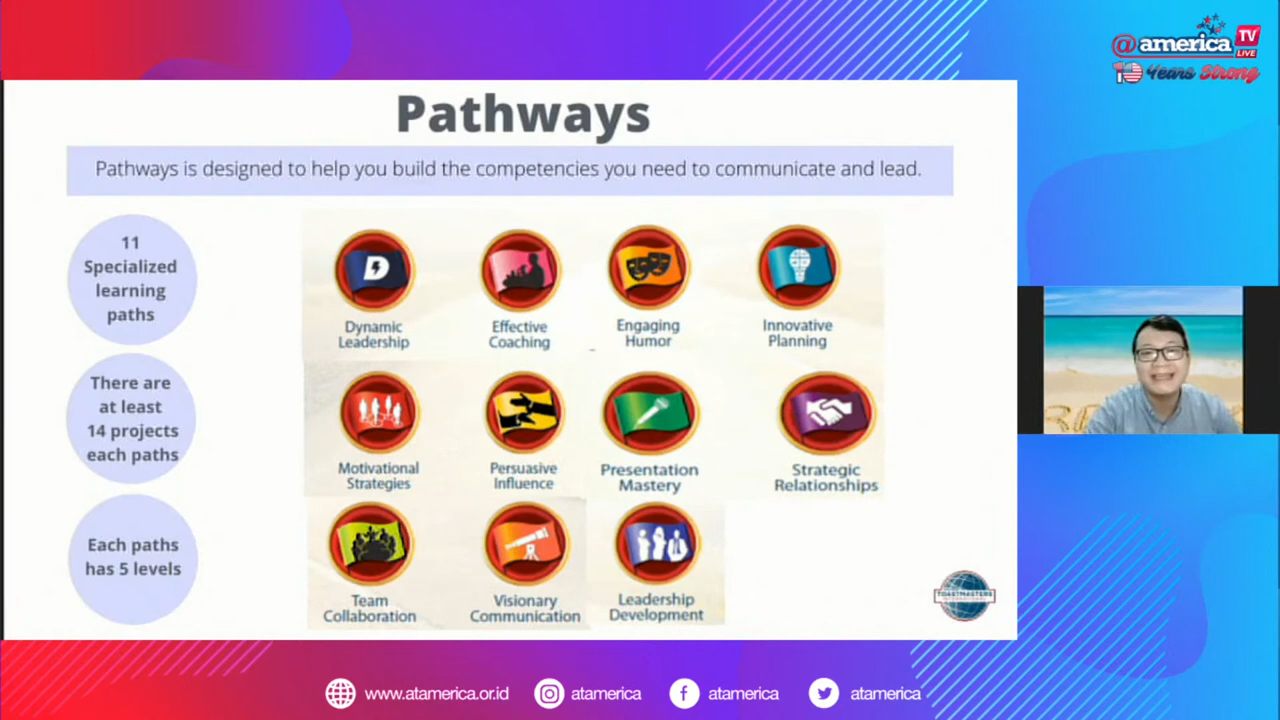 @america TV
LIVE
10 Years Strong
Pathways
Pathways is designed to help you build the competencies you need to communicate and lead.
11
Specialized
learning
paths
There are
at least
14 projects
each paths
Each paths
has 5 levels
D
Dynamic
Leadership
Effective
Coaching
Engaging
Humor
Innovative
Planning
Motivational
Strategies
Persuasive
Influence
Presentation
Mastery
Strategic
Relationships
Team
Collaboration
Visionary
Communication
Leadership
Development
TOASTMASTERS
INTERNATIONAL
www.atamerica.or.id
atamerica
atamerica
atamerica